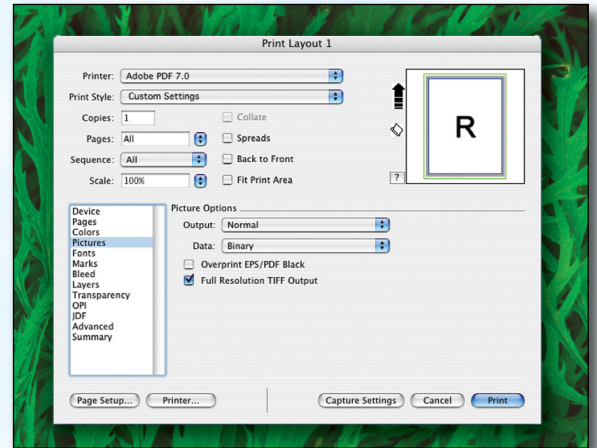 Print Layout 1
Printer: Adobe PDF 7.0
Print Style: Custom Settings
Copies: 1 Collate
Pages: All Spreads
Sequence: All Back to Front
Scale: 100% Fit Print Area
R
?
Device
Pages
Colors
Pictures
Fonts
Marks
Bleed
Layers
Transparency
OPI
JDF
Advanced
Summary
Picture Options
Output: Normal
Data: Binary
Overprint EPS/PDF Black
Full Resolution TIFF Output
Page Setup... Printer... Capture Settings Cancel Print